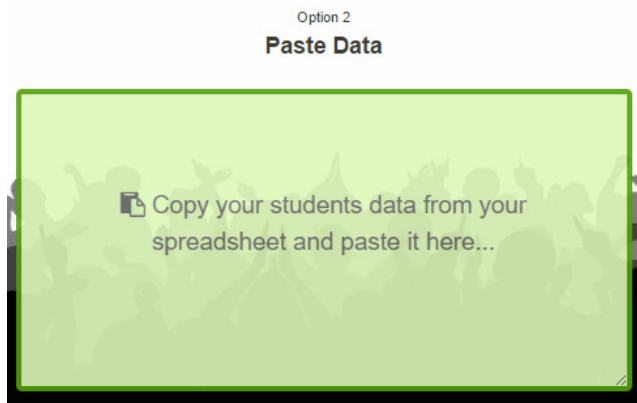 Option 2
Paste Data
Copy your students data from your
spreadsheet and paste it here...